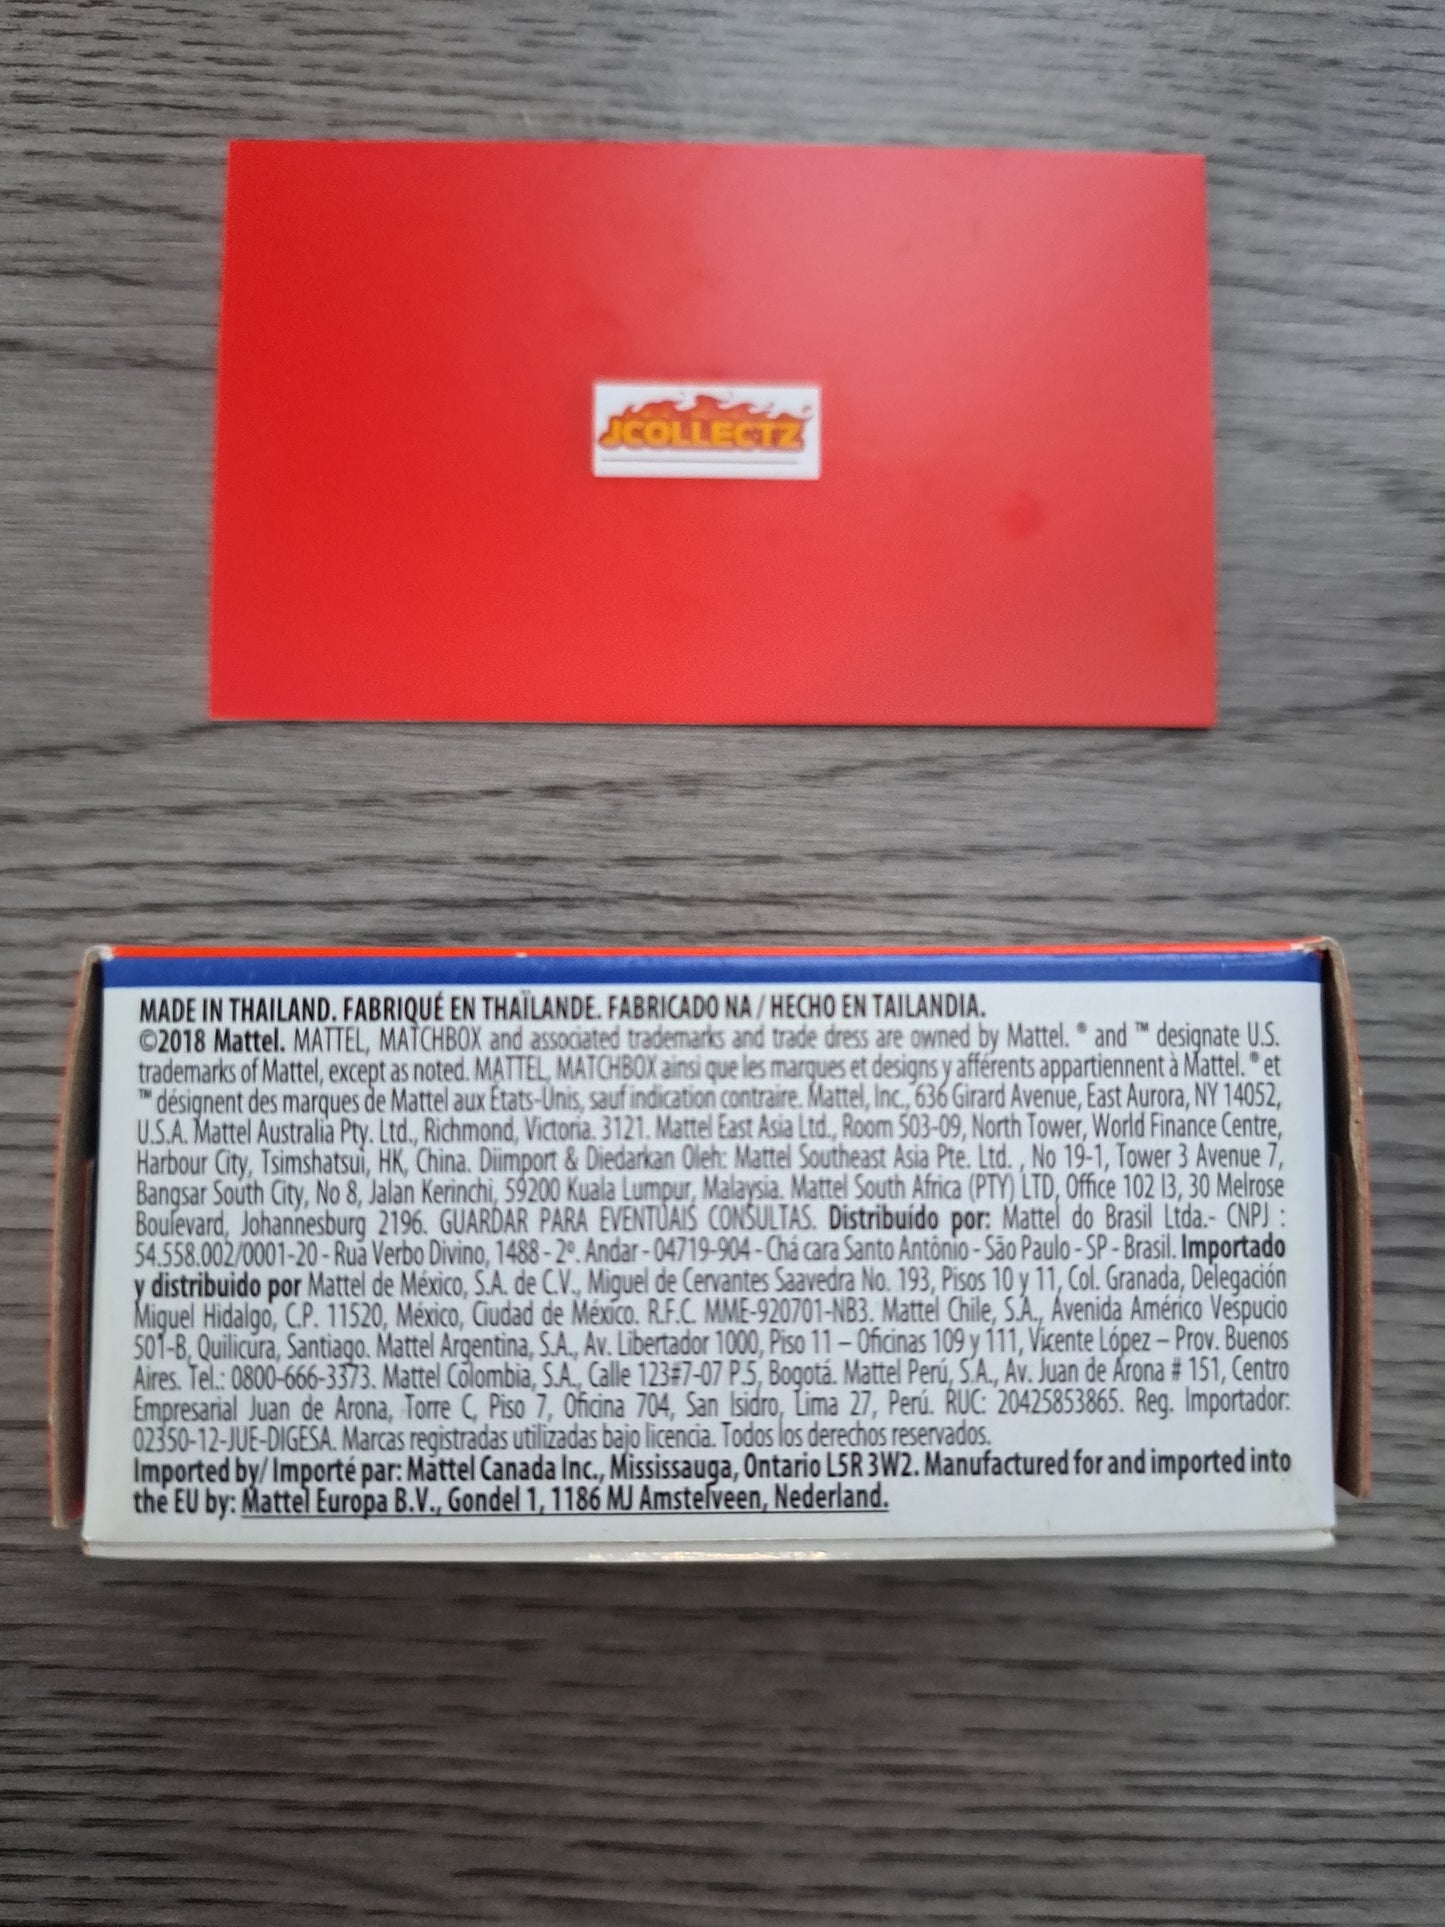 JCOLLECTZ
MADE IN THAILAND. FABRIQUÉ EN THAÏLANDE. FABRICADO NA / HECHO EN TAILANDIA.
©2018 Mattel. MATTEL, MATCHBOX and associated trademarks and trade dress are owned by Mattel. ® and ™ designate U.S.
trademarks of Mattel, except as noted. MATTEL, MATCHBOX ainsi que les marques et designs y afférents appartiennent à Mattel. ® et
™ désignent des marques de Mattel aux États-Unis, sauf indication contraire. Mattel, Inc., 636 Girard Avenue, East Aurora, NY 14052,
U.S.A. Mattel Australia Pty. Ltd., Richmond, Victoria. 3121. Mattel East Asia Ltd., Room 503-09, North Tower, World Finance Centre,
Harbour City, Tsimshatsui, HK, China. Diimport & Diedarkan Oleh: Mattel Southeast Asia Pte. Ltd. , No 19-1, Tower 3 Avenue 7,
Bangsar South City, No 8, Jalan Kerinchi, 59200 Kuala Lumpur, Malaysia. Mattel South Africa (PTY) LTD, Office 102 I3, 30 Melrose
Boulevard, Johannesburg 2196. GUARDAR PARA EVENTUAIS CONSULTAS. Distribuído por: Mattel do Brasil Ltda.- CNPJ :
54.558.002/0001-20 - Rua Verbo Divino, 1488 - 2º. Andar - 04719-904 - Chá cara Santo Antônio - São Paulo - SP - Brasil. Importado
y distribuido por Mattel de México, S.A. de C.V., Miguel de Cervantes Saavedra No. 193, Pisos 10 y 11, Col. Granada, Delegación
Miguel Hidalgo, C.P. 11520, México, Ciudad de México. R.F.C. MME-920701-NB3. Mattel Chile, S.A., Avenida Américo Vespucio
501-B, Quilicura, Santiago. Mattel Argentina, S.A., Av. Libertador 1000, Piso 11 – Oficinas 109 y 111, Vicente López – Prov. Buenos
Aires. Tel.: 0800-666-3373. Mattel Colombia, S.A., Calle 123#7-07 P.5, Bogotá. Mattel Perú, S.A., Av. Juan de Arona # 151, Centro
Empresarial Juan de Arona, Torre C, Piso 7, Oficina 704, San Isidro, Lima 27, Perú. RUC: 20425853865. Reg. Importador:
02350-12-JUE-DIGESA. Marcas registradas utilizadas bajo licencia. Todos los derechos reservados.
Imported by/ Importé par: Mattel Canada Inc., Mississauga, Ontario L5R 3W2. Manufactured for and imported into
the EU by: Mattel Europa B.V., Gondel 1, 1186 MJ Amstelveen, Nederland.